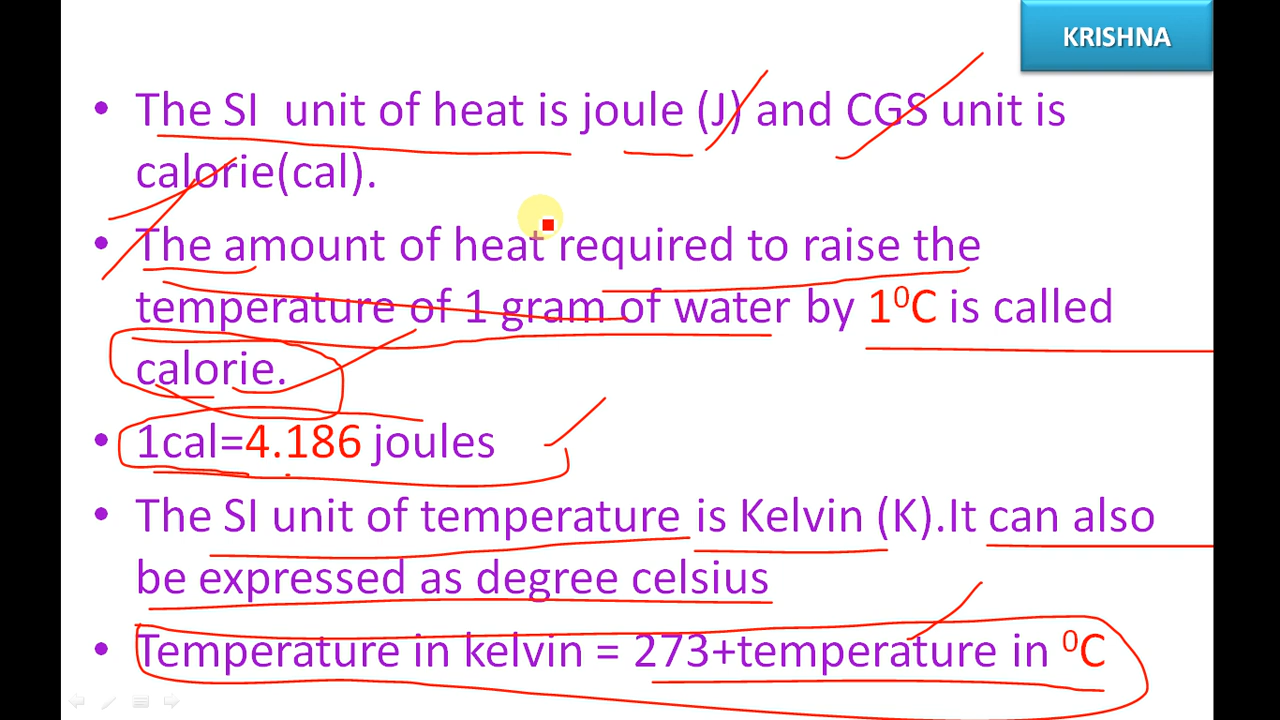 KRISHNA
• The SI unit of heat is joule (J) and CGS unit is
calorie(cal).
• The amount of heat required to raise the
temperature of 1 gram of water by 1⁰C is called
calorie.
• 1cal=4.186 joules
• The SI unit of temperature is Kelvin (K).It can also
be expressed as degree celsius
• Temperature in kelvin = 273+temperature in ⁰C